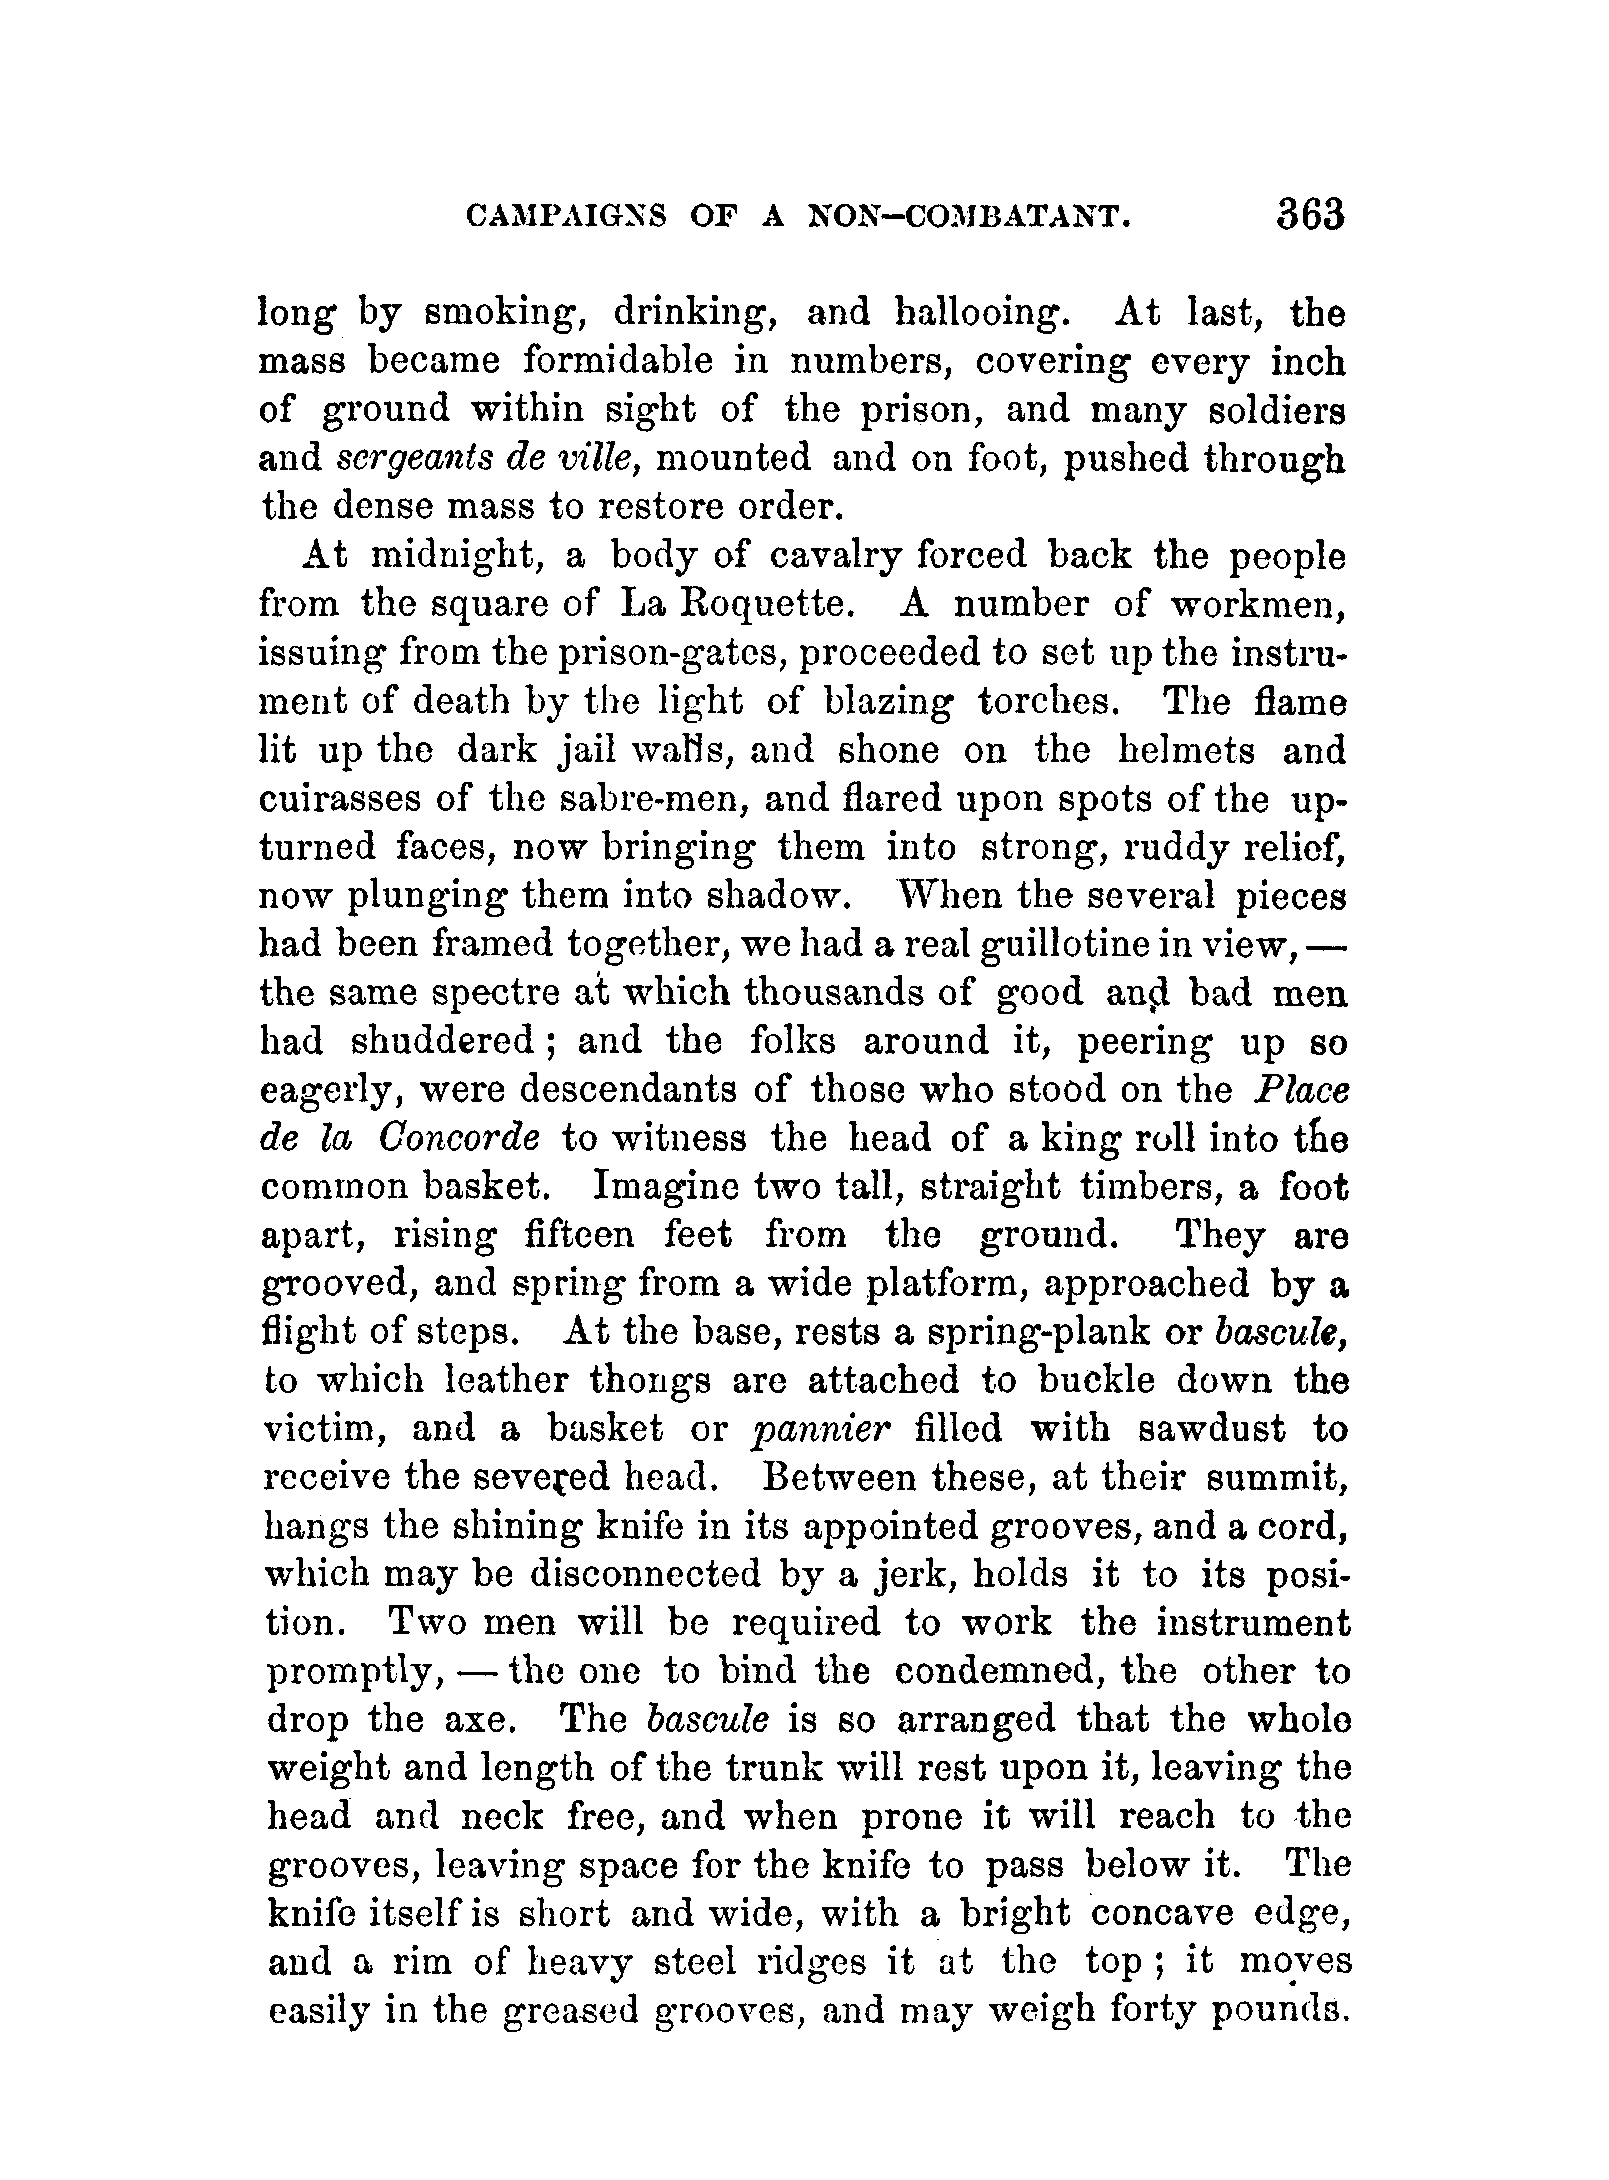 CAMPAIGNS OF A NON-COMBATANT. 363
long by smoking, drinking, and hallooing. At last, the
mass became formidable in numbers, covering every inch
of ground within sight of the prison, and many soldiers
and sergeants de ville, mounted and on foot, pushed through
the dense mass to restore order.
At midnight, a body of cavalry forced back the people
from the square of La Roquette. A number of workmen,
issuing from the prison-gates, proceeded to set up the instru-
ment of death by the light of blazing torches. The flame
lit up the dark jail walls, and shone on the helmets and
cuirasses of the sabre-men, and flared upon spots of the up-
turned faces, now bringing them into strong, ruddy relief,
now plunging them into shadow. When the several pieces
had been framed together, we had a real guillotine in view,—
the same spectre at which thousands of good and bad men
had shuddered; and the folks around it, peering up so
eagerly, were descendants of those who stood on the Place
de la Concorde to witness the head of a king roll into the
common basket. Imagine two tall, straight timbers, a foot
apart, rising fifteen feet from the ground. They are
grooved, and spring from a wide platform, approached by a
flight of steps. At the base, rests a spring-plank or bascule,
to which leather thongs are attached to buckle down the
victim, and a basket or pannier filled with sawdust to
receive the severed head. Between these, at their summit,
hangs the shining knife in its appointed grooves, and a cord,
which may be disconnected by a jerk, holds it to its posi-
tion. Two men will be required to work the instrument
promptly,—the one to bind the condemned, the other to
drop the axe. The bascule is so arranged that the whole
weight and length of the trunk will rest upon it, leaving the
head and neck free, and when prone it will reach to the
grooves, leaving space for the knife to pass below it. The
knife itself is short and wide, with a bright concave edge,
and a rim of heavy steel ridges it at the top; it moves
easily in the greased grooves, and may weigh forty pounds.